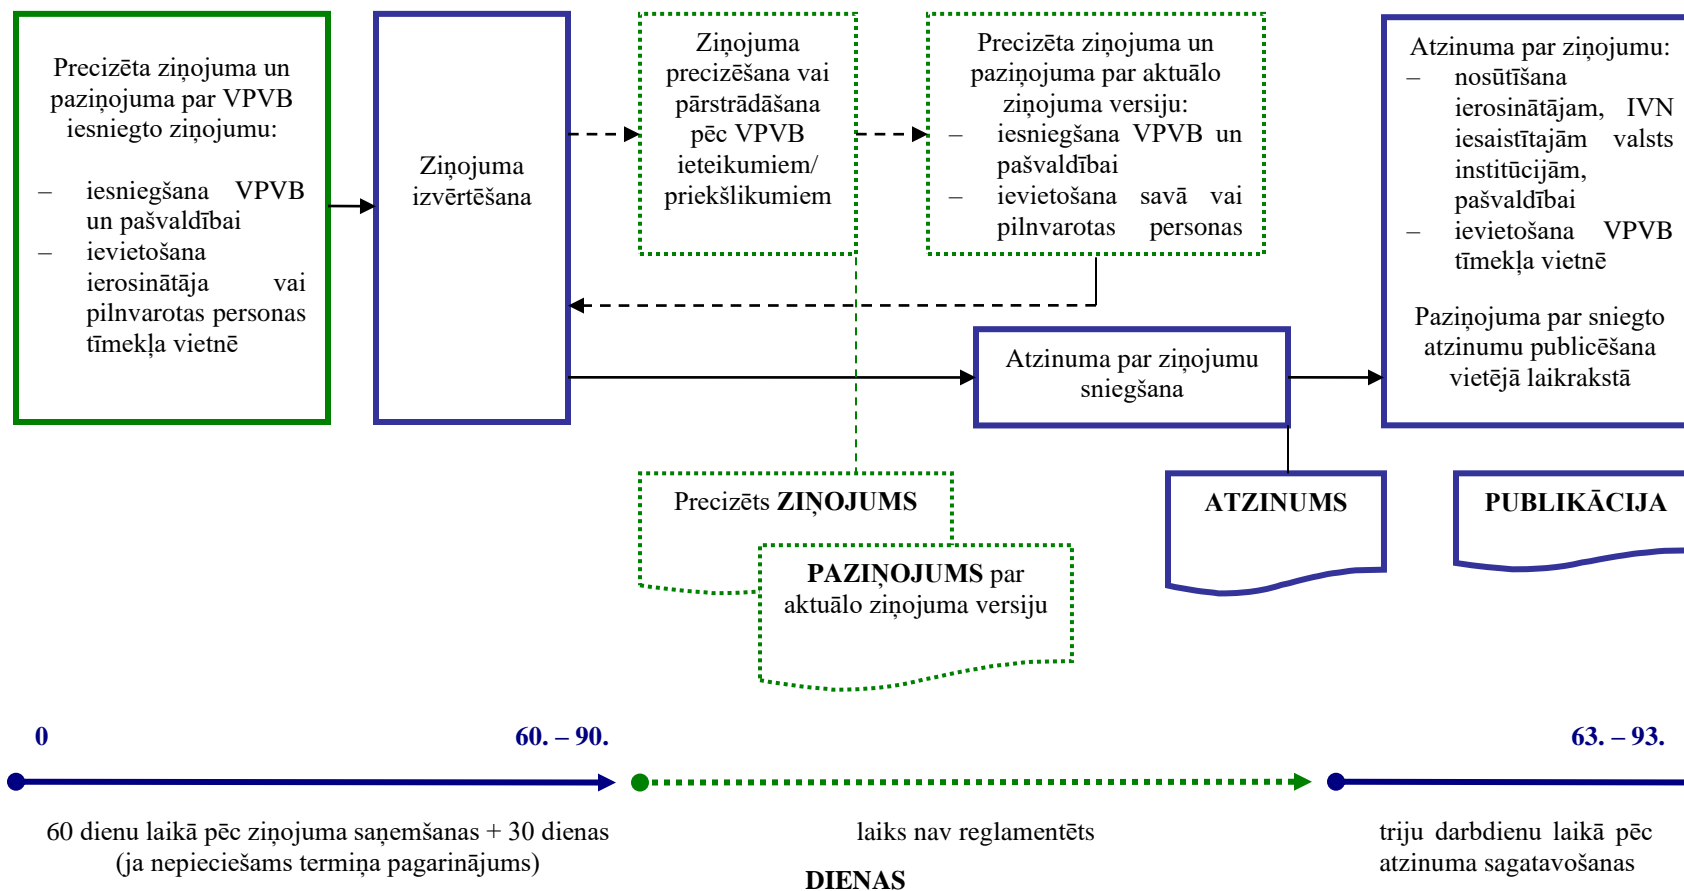 Precizēta ziņojuma un
paziņojuma par VPVB
iesniegto ziņojumu:
– iesniegšana VPVB
un pašvaldībai
– ievietošana
ierosinātāja vai
pilnvarotas personas
tīmekļa vietnē
Ziņojuma
izvērtēšana
Ziņojuma
precizēšana vai
pārstrādāšana
pēc VPVB
ieteikumiem/
priekšlikumiem
Precizēta ziņojuma un
paziņojuma par aktuālo
ziņojuma versiju:
– iesniegšana VPVB un
pašvaldībai
– ievietošana savā vai
pilnvarotas personas
Atzinuma par ziņojumu
sniegšana
Atzinuma par ziņojumu:
– nosūtīšana
ierosinātājam, IVN
iesaistītajām valsts
institūcijām,
pašvaldībai
– ievietošana VPVB
tīmekļa vietnē
Paziņojuma par sniegto
atzinumu publicēšana
vietējā laikrakstā
Precizēts ZIŅOJUMS
PAZIŅOJUMS par
aktuālo ziņojuma versiju
ATZINUMS
PUBLIKĀCIJA
0
60. – 90.
63. – 93.
60 dienu laikā pēc ziņojuma saņemšanas + 30 dienas
(ja nepieciešams termiņa pagarinājums)
laiks nav reglamentēts
triju darbdienu laikā pēc
atzinuma sagatavošanas
DIENAS